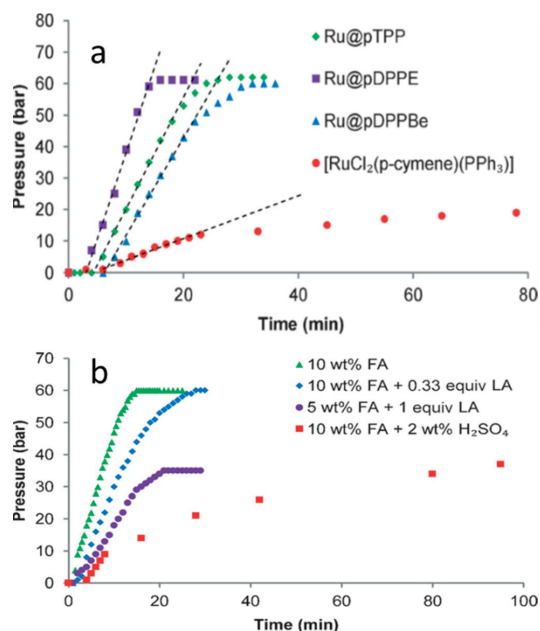 a
70
60
50
40
30
20
10
0
Pressure (bar)
Ru@pTPP
Ru@pDPPE
Ru@pDPPBe
[RuCl₂(p-cymene)(PPh₃)]
0 20 40 60 80
Time (min)
b
70
60
50
40
30
20
10
0
Pressure (bar)
10 wt% FA
10 wt% FA + 0.33 equiv LA
5 wt% FA + 1 equiv LA
10 wt% FA + 2 wt% H₂SO₄
0 20 40 60 80 100
Time (min)